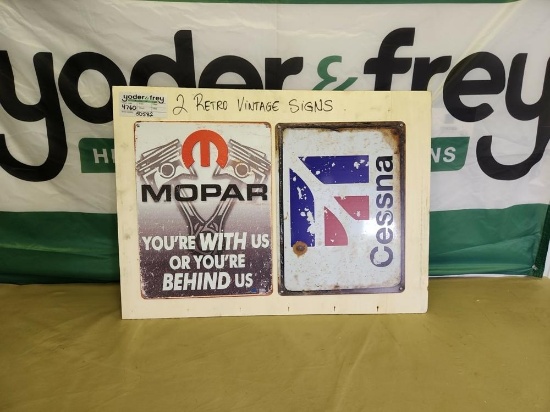 yoder & frey
yoder&frey
4760
50582
2 RETRO VINTAGE SIGNS
MOPAR
YOU'RE WITH US
OR YOU'RE
BEHIND US
Cessna